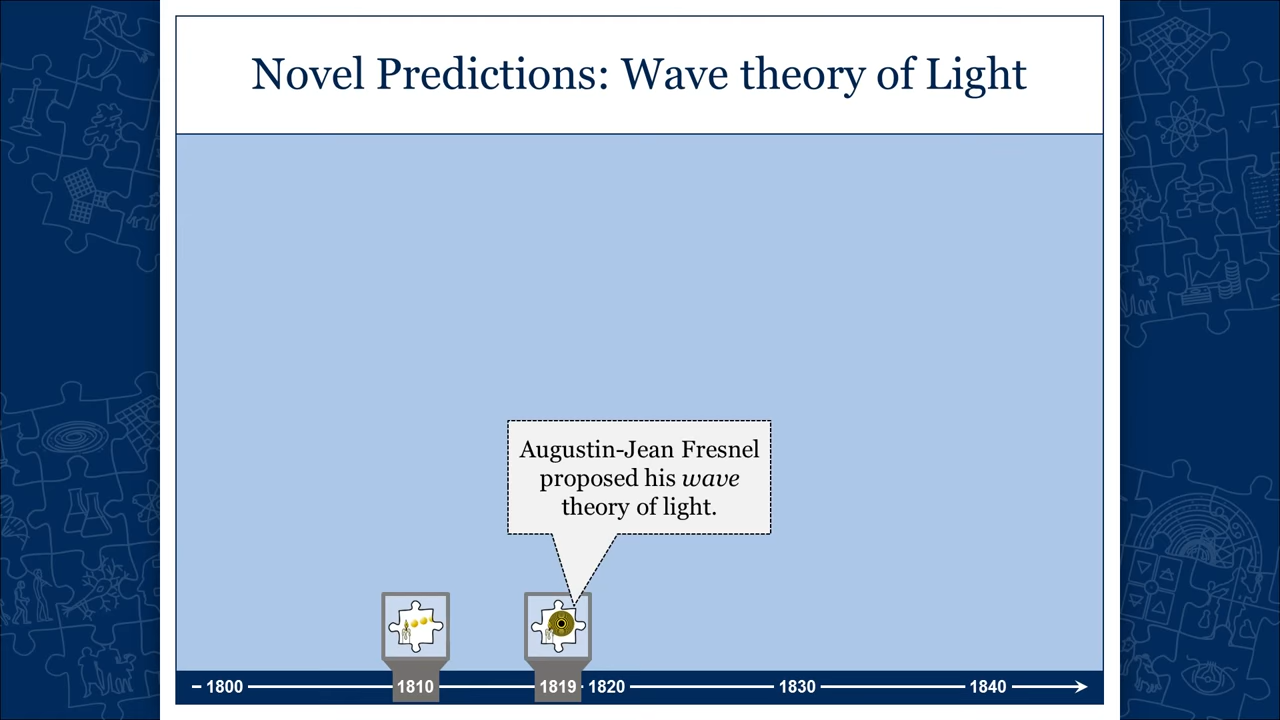 Novel Predictions: Wave theory of Light
Augustin-Jean Fresnel
proposed his wave
theory of light.
1800 1810 1819 1820 1830 1840